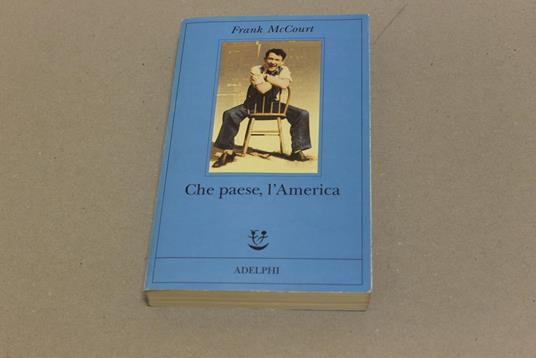 Frank McCourt
Che paese, l'America
ADELPHI